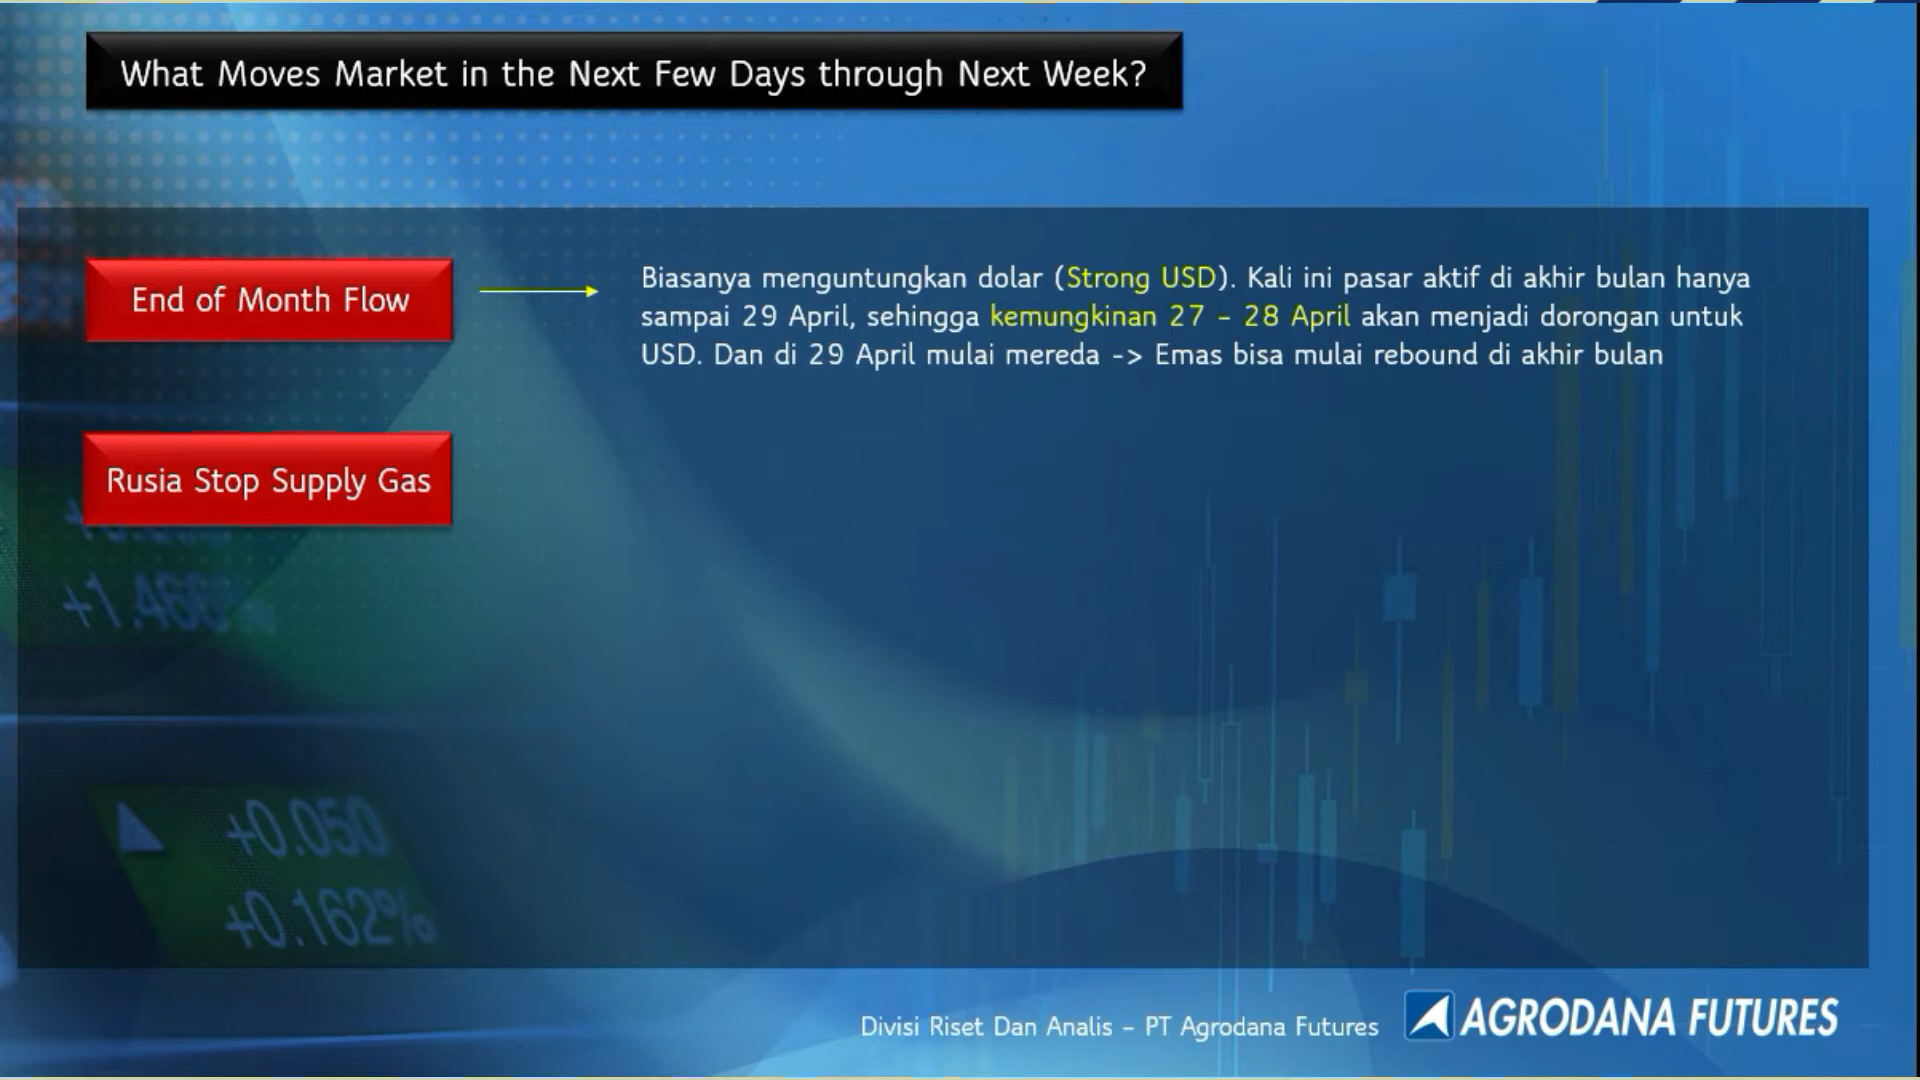 What Moves Market in the Next Few Days through Next Week?
End of Month Flow
Biasanya menguntungkan dolar (Strong USD). Kali ini pasar aktif di akhir bulan hanya
sampai 29 April, sehingga kemungkinan 27 – 28 April akan menjadi dorongan untuk
USD. Dan di 29 April mulai mereda -> Emas bisa mulai rebound di akhir bulan
Rusia Stop Supply Gas
+1.466%
+0.050
+0.162%
Divisi Riset Dan Analis – PT Agrodana Futures
AGRODANA FUTURES